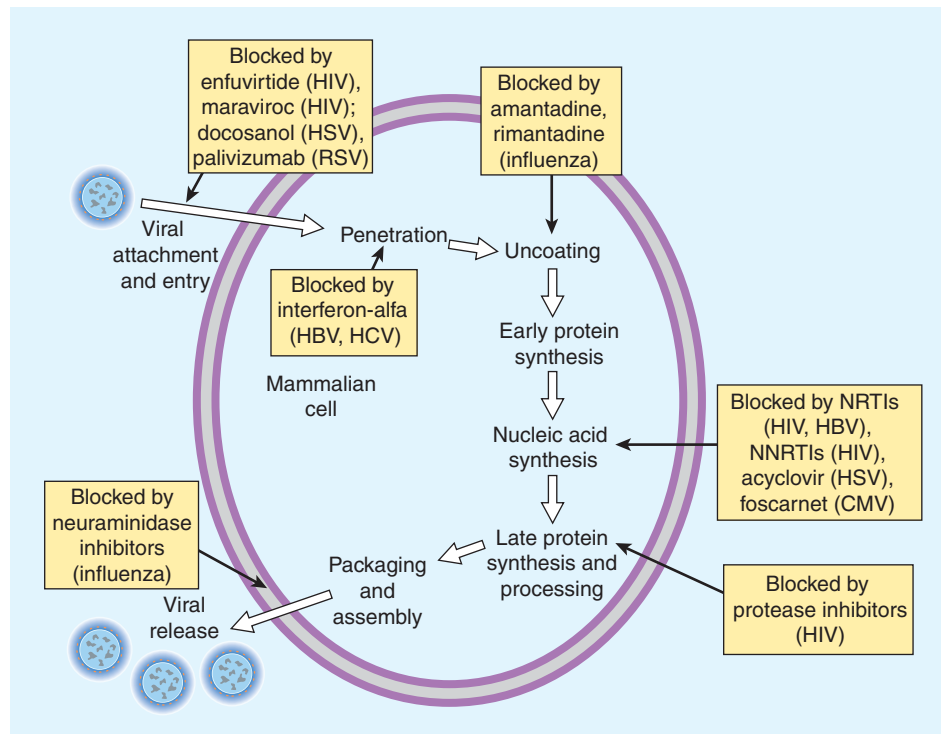 Blocked by
enfuvirtide (HIV),
maraviroc (HIV);
docosanol (HSV),
palivizumab (RSV)
Blocked by
amantadine,
rimantadine
(influenza)
Viral
attachment
and entry
Penetration
Uncoating
Blocked by
interferon-alfa
(HBV, HCV)
Early protein
synthesis
Mammalian
cell
Nucleic acid
synthesis
Blocked by NRTIs
(HIV, HBV),
NNRTIs (HIV),
acyclovir (HSV),
foscarnet (CMV)
Blocked by
neuraminidase
inhibitors
(influenza)
Late protein
synthesis and
processing
Packaging
and
assembly
Blocked by
protease inhibitors
(HIV)
Viral
release